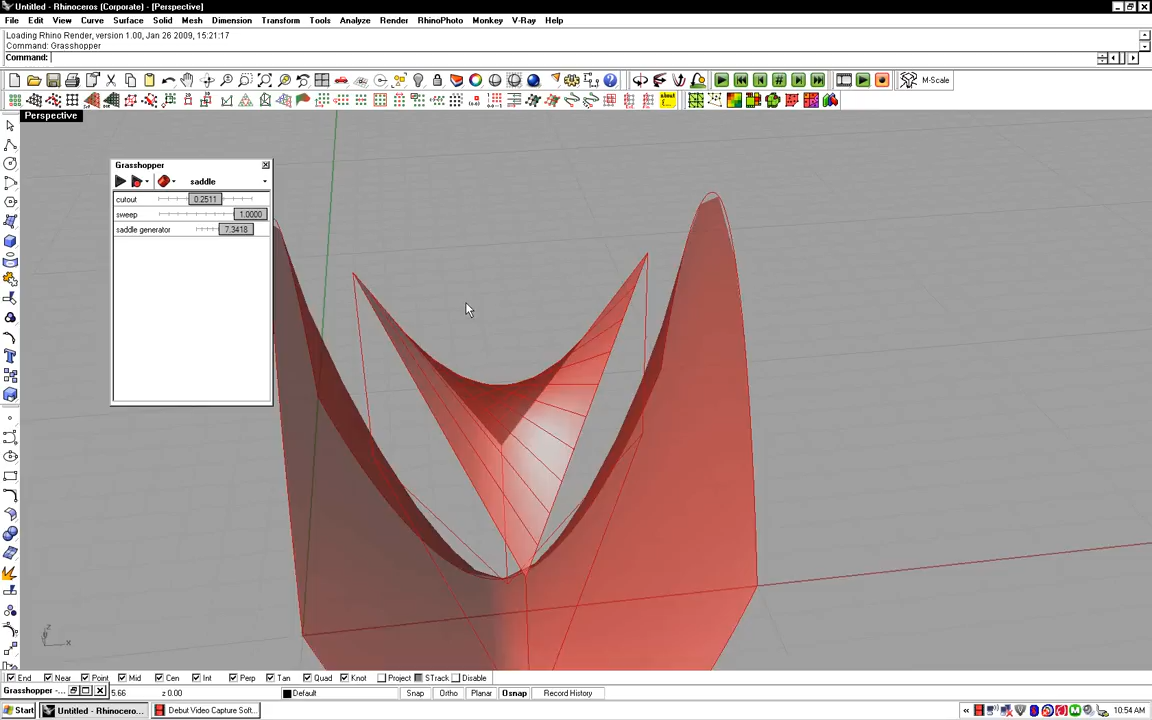 Untitled - Rhinoceros (Corporate) - [Perspective]
File Edit View Curve Surface Solid Mesh Dimension Transform Tools Analyze Render RhinoPhoto Monkey V-Ray Help
Loading Rhino Render, version 1.00, Jan 26 2009, 15:21:17
Command: Grasshopper
Command:
M-Scale
Perspective
Grasshopper
saddle
cutout 0.2511
sweep 1.0000
saddle generator 7.3418
z
x
End Near Point Mid Cen Int Perp Tan Quad Knot Project STrack Disable
Grasshopper -... 5.66 z 0.00 Default Snap Ortho Planar Osnap Record History
Start Untitled - Rhinocero... Debut Video Capture Soft... 10:54 AM